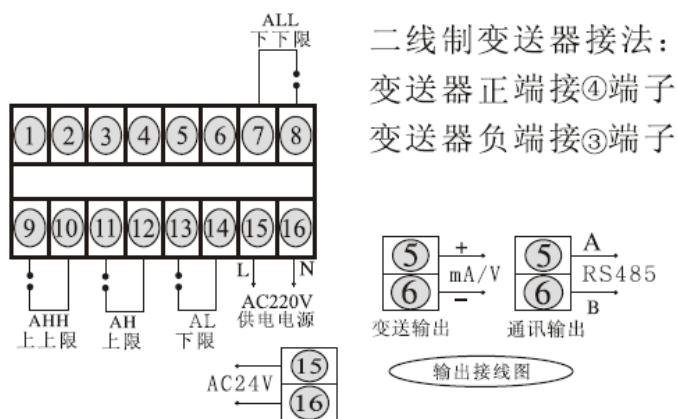 ALL
下下限
二线制变送器接法：
变送器正端接④端子
变送器负端接③端子
① ② ③ ④ ⑤ ⑥ ⑦ ⑧
⑨ ⑩ ⑪ ⑫ ⑬ ⑭ ⑮ ⑯
L N
AHH
上上限
AH
上限
AL
下限
AC220V
供电电源
⑤ + 
mA/V
⑥ −
变送输出
⑤ A
RS485
⑥ B
通讯输出
AC24V
⑮
⑯
输出接线图